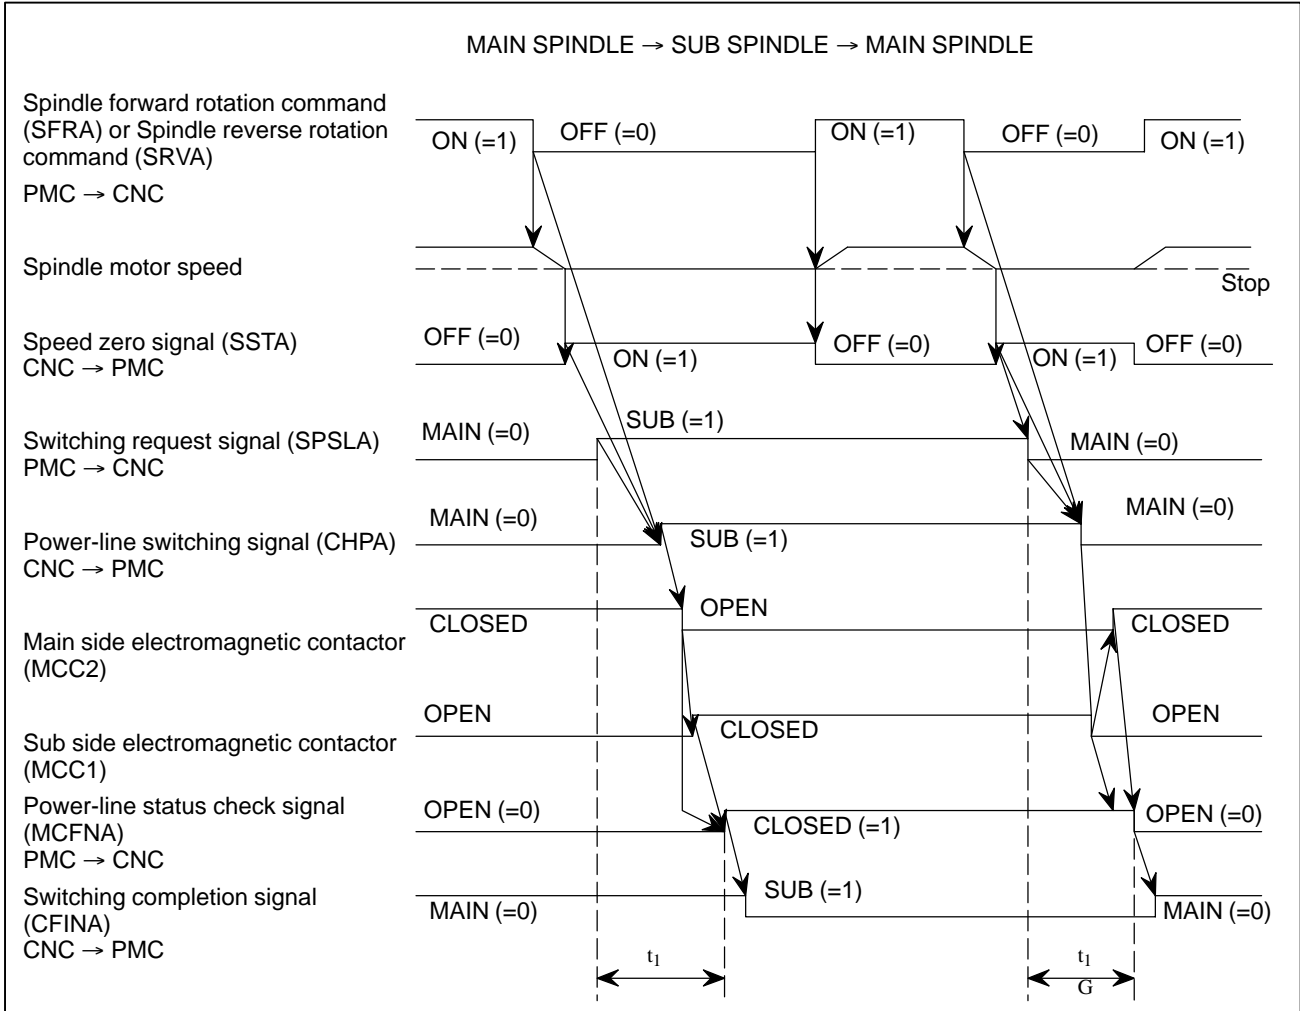 MAIN SPINDLE → SUB SPINDLE → MAIN SPINDLE
Spindle forward rotation command
(SFRA) or Spindle reverse rotation
command (SRVA)
PMC → CNC
ON (=1)
OFF (=0)
ON (=1)
OFF (=0)
ON (=1)
Spindle motor speed
Stop
Speed zero signal (SSTA)
CNC → PMC
OFF (=0)
ON (=1)
OFF (=0)
ON (=1)
OFF (=0)
Switching request signal (SPSLA)
PMC → CNC
MAIN (=0)
SUB (=1)
MAIN (=0)
Power-line switching signal (CHPA)
CNC → PMC
MAIN (=0)
SUB (=1)
MAIN (=0)
Main side electromagnetic contactor
(MCC2)
CLOSED
OPEN
CLOSED
Sub side electromagnetic contactor
(MCC1)
OPEN
CLOSED
OPEN
Power-line status check signal
(MCFNA)
PMC → CNC
OPEN (=0)
CLOSED (=1)
OPEN (=0)
Switching completion signal
(CFINA)
CNC → PMC
MAIN (=0)
SUB (=1)
MAIN (=0)
t1
t1
G